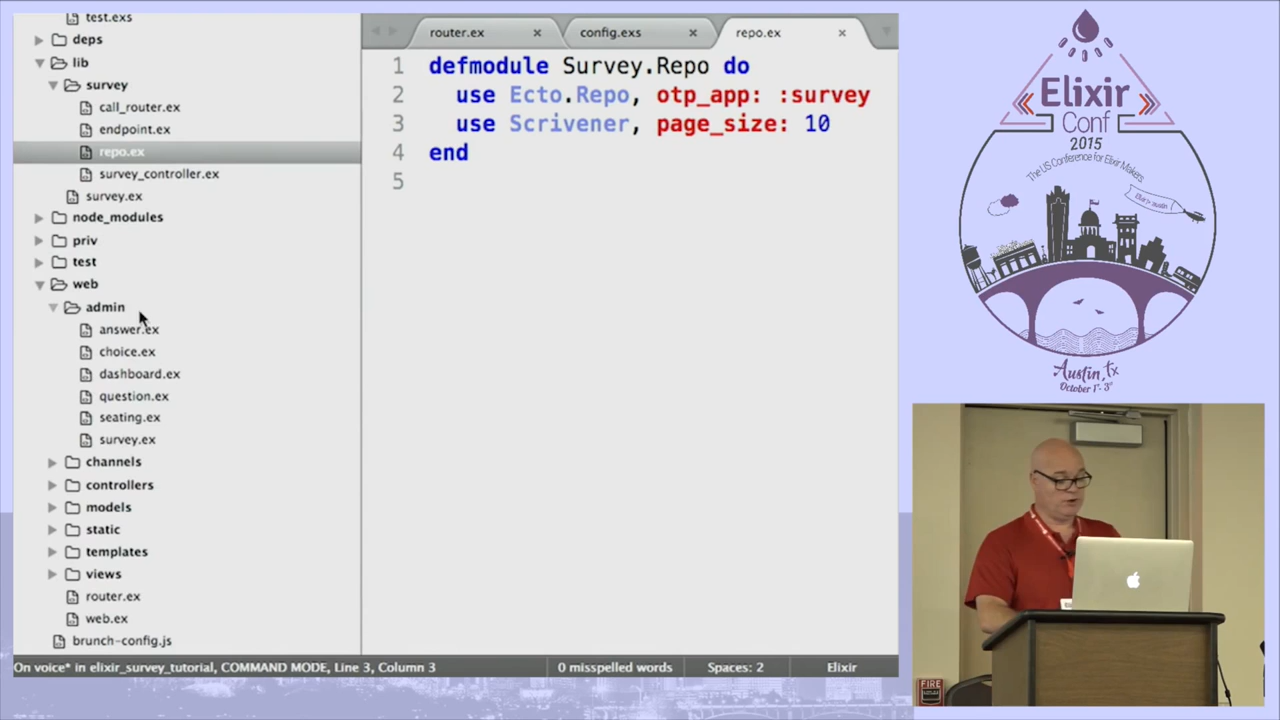 test.exs
deps
lib
survey
call_router.ex
endpoint.ex
repo.ex
survey_controller.ex
survey.ex
node_modules
priv
test
web
admin
answer.ex
choice.ex
dashboard.ex
question.ex
seating.ex
survey.ex
channels
controllers
models
static
templates
views
router.ex
web.ex
brunch-config.js
router.ex × config.exs × repo.ex ×
1 defmodule Survey.Repo do
2 use Ecto.Repo, otp_app: :survey
3 use Scrivener, page_size: 10
4 end
5
On voice* in elixir_survey_tutorial, COMMAND MODE, Line 3, Column 3
0 misspelled words
Spaces: 2
Elixir
Elixir
Conf
2015
The US Conference for Elixir Makers
Austin, TX
October 1st - 3rd
FIRE